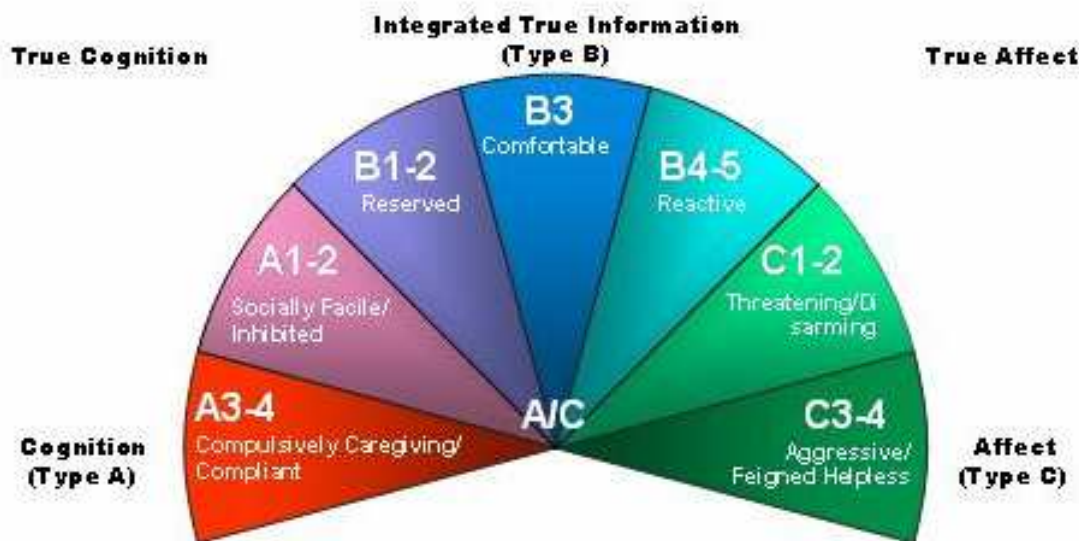 Integrated True Information
(Type B)
True Cognition
True Affect
B3
Comfortable
B1-2
Reserved
B4-5
Reactive
A1-2
Socially Facile/
Inhibited
C1-2
Threatening/Di
sarming
A3-4
Compulsively Caregiving/
Compliant
A/C
C3-4
Aggressive/
Feigned Helpless
Cognition
(Type A)
Affect
(Type C)